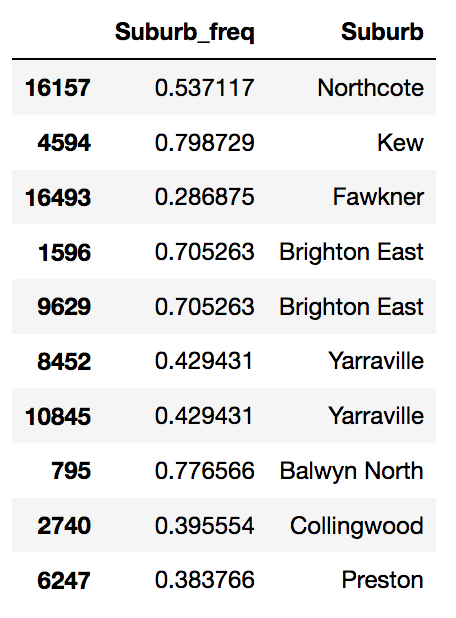 Suburb_freq Suburb
16157 0.537117 Northcote
4594 0.798729 Kew
16493 0.286875 Fawkner
1596 0.705263 Brighton East
9629 0.705263 Brighton East
8452 0.429431 Yarraville
10845 0.429431 Yarraville
795 0.776566 Balwyn North
2740 0.395554 Collingwood
6247 0.383766 Preston